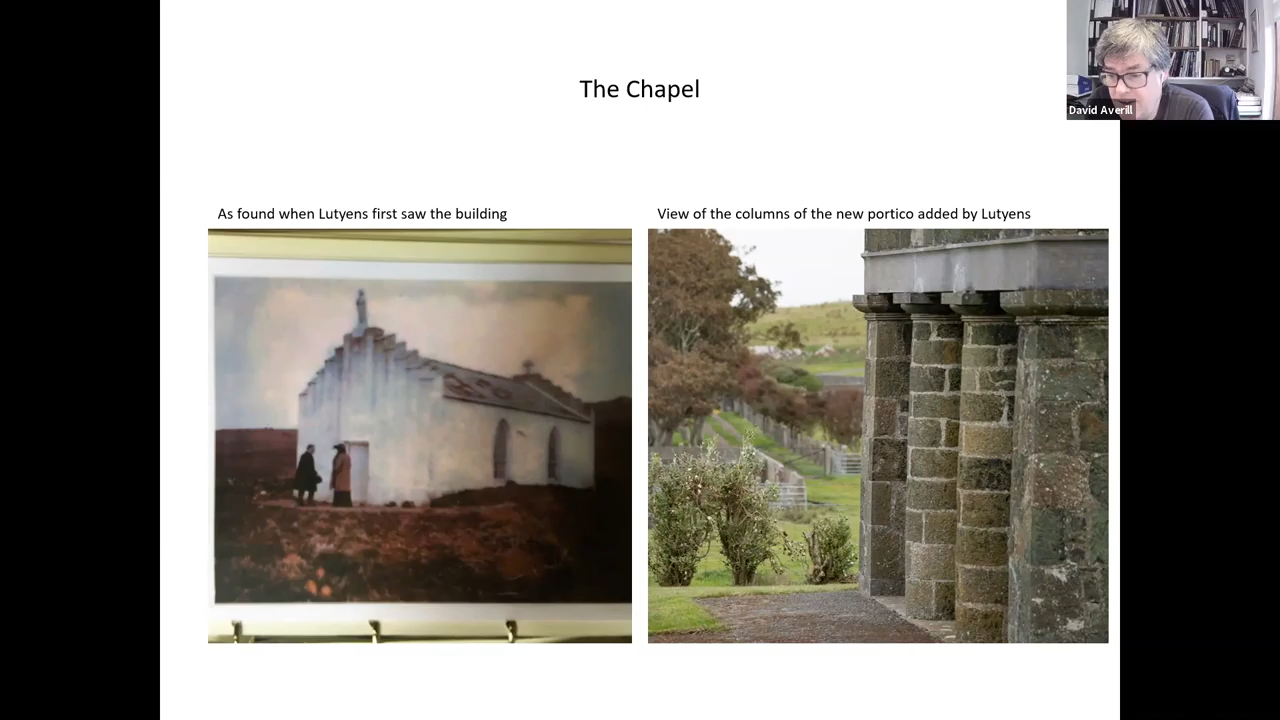 The Chapel
David Averill
As found when Lutyens first saw the building
View of the columns of the new portico added by Lutyens